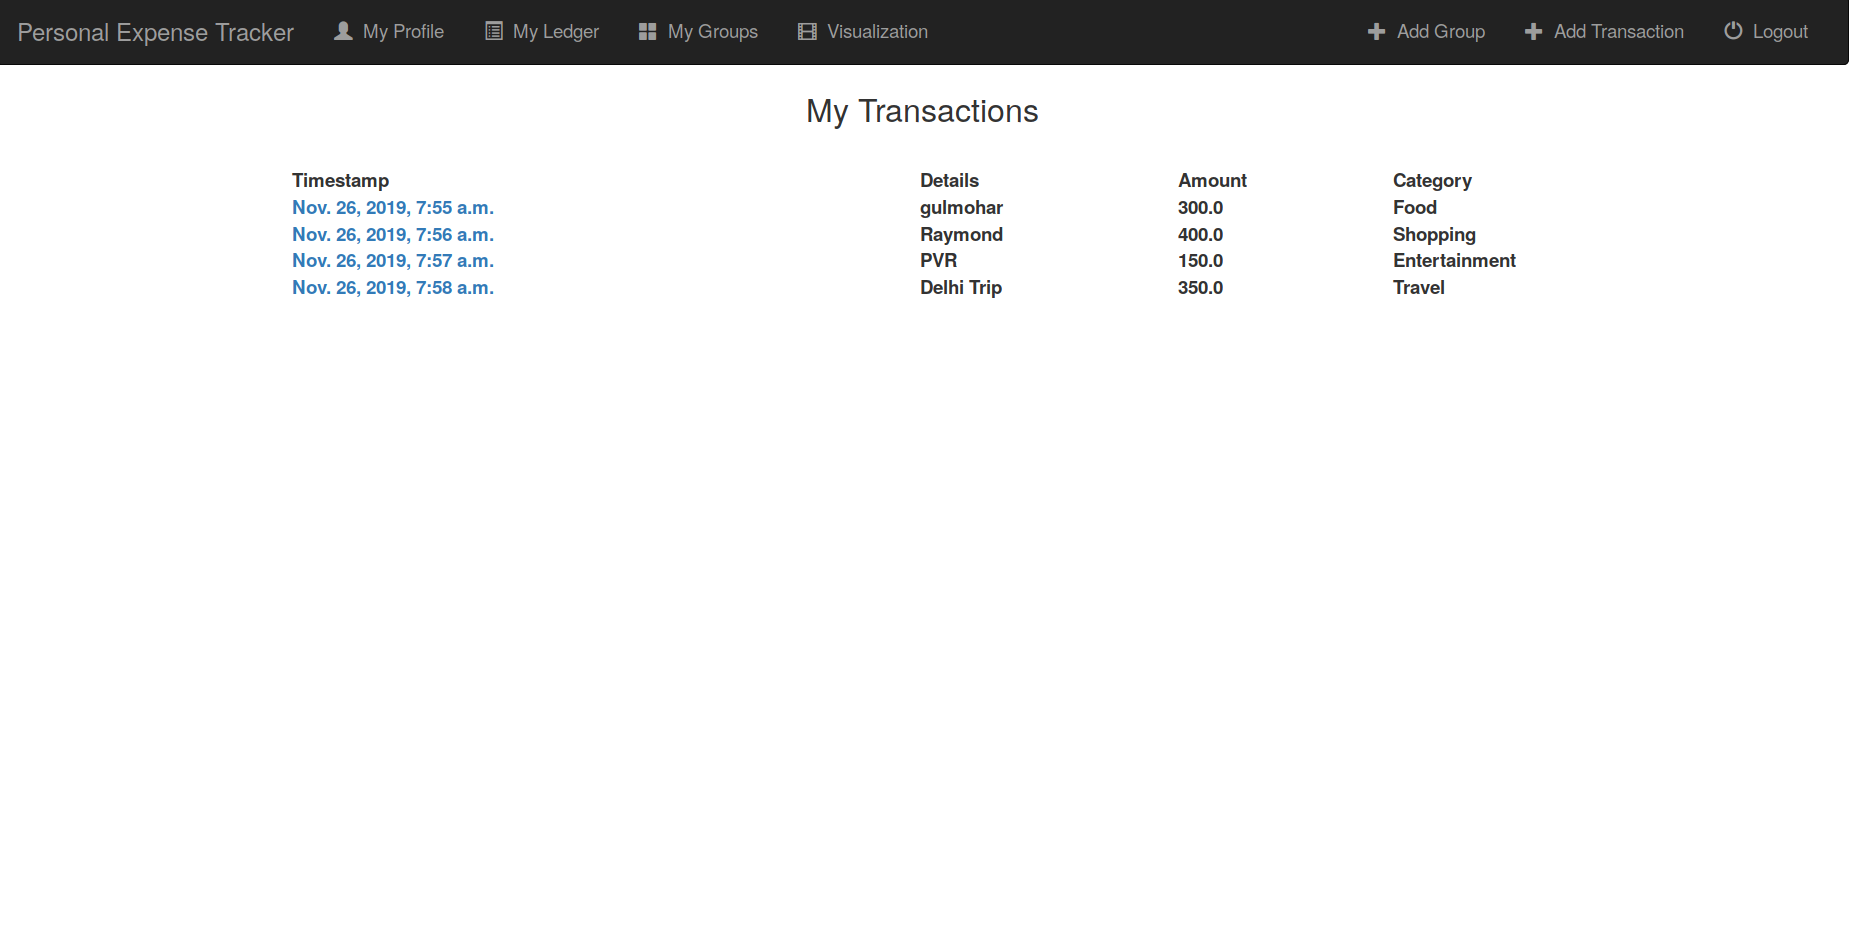 Personal Expense Tracker My Profile My Ledger My Groups Visualization Add Group Add Transaction Logout
My Transactions
Timestamp Details Amount Category
Nov. 26, 2019, 7:55 a.m. gulmohar 300.0 Food
Nov. 26, 2019, 7:56 a.m. Raymond 400.0 Shopping
Nov. 26, 2019, 7:57 a.m. PVR 150.0 Entertainment
Nov. 26, 2019, 7:58 a.m. Delhi Trip 350.0 Travel